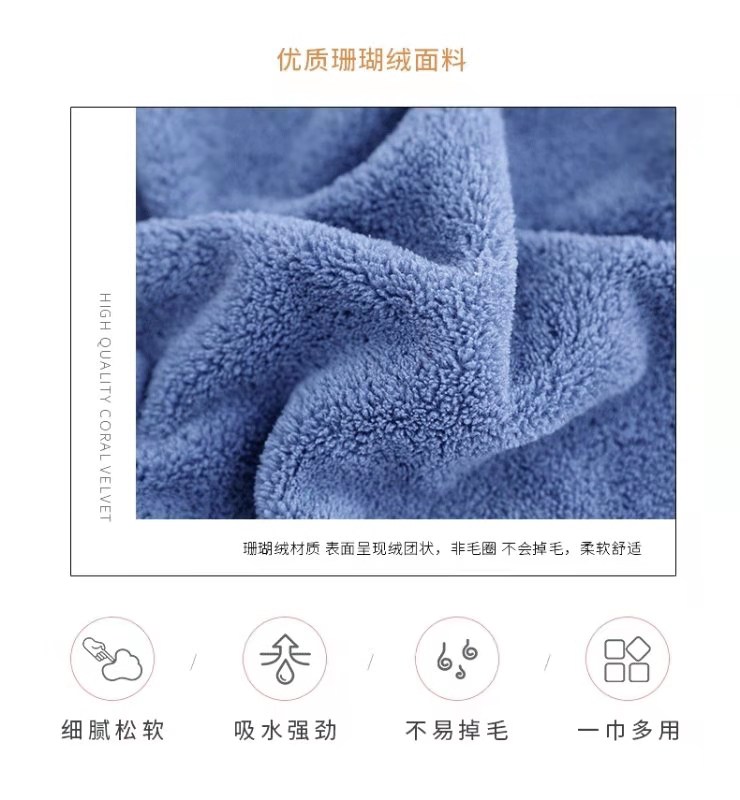 优质珊瑚绒面料
HIGH QUALITY CORAL VELVET
珊瑚绒材质 表面呈现绒团状，非毛圈 不会掉毛，柔软舒适
细腻松软 / 吸水强劲 / 不易掉毛 / 一巾多用